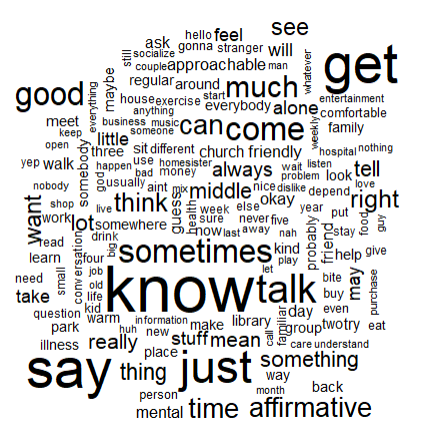 hello feel see
ask gonna stranger will get
still socialize couple approachable man whatever
maybe regular around much
everything good house exercise start everybody alone entertainment
anything comfortable
meet business music can come weekly family
keep someone
open little sit different church friendly hospital nothing
yep walk three use homesister always wait listen tell
somebody god happen bad money problem look
nobody usually aint mix middle nice dislike depend love right
want shop live think guess health okay
work lot somewhere week else never five year put food guy
sure
read drink now last away nah probably friend stay
learn conversation four big sometimes kind help give
need small job know let play bite
take old talk may buy purchase
life
question kid warm information make library call familiar day even
park huh new group twotry eat
illness really stuff mean care understand
place something
say thing just way
person month back
mental time affirmative